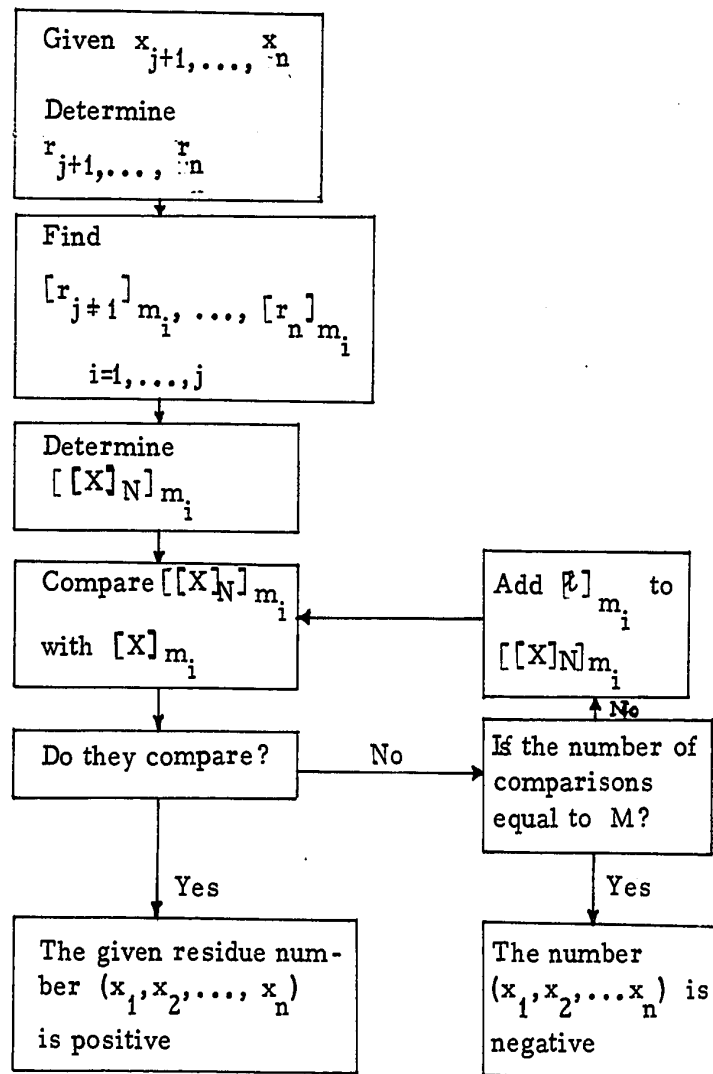 Given x_{j+1},..., x_n
Determine
r_{j+1},..., r_n
Find
[r_{j+1}]_{m_i}, ..., [r_n]_{m_i}
i=1,...,j
Determine
[[X]_N]_{m_i}
Compare [[X]_N]_{m_i}
with [X]_{m_i}
Add [ ]_{m_i} to
[[X]_N]_{m_i}
No
Do they compare?
No
Is the number of
comparisons
equal to M?
Yes
Yes
The given residue num-
ber (x_1,x_2,..., x_n)
is positive
The number
(x_1,x_2,...x_n) is
negative